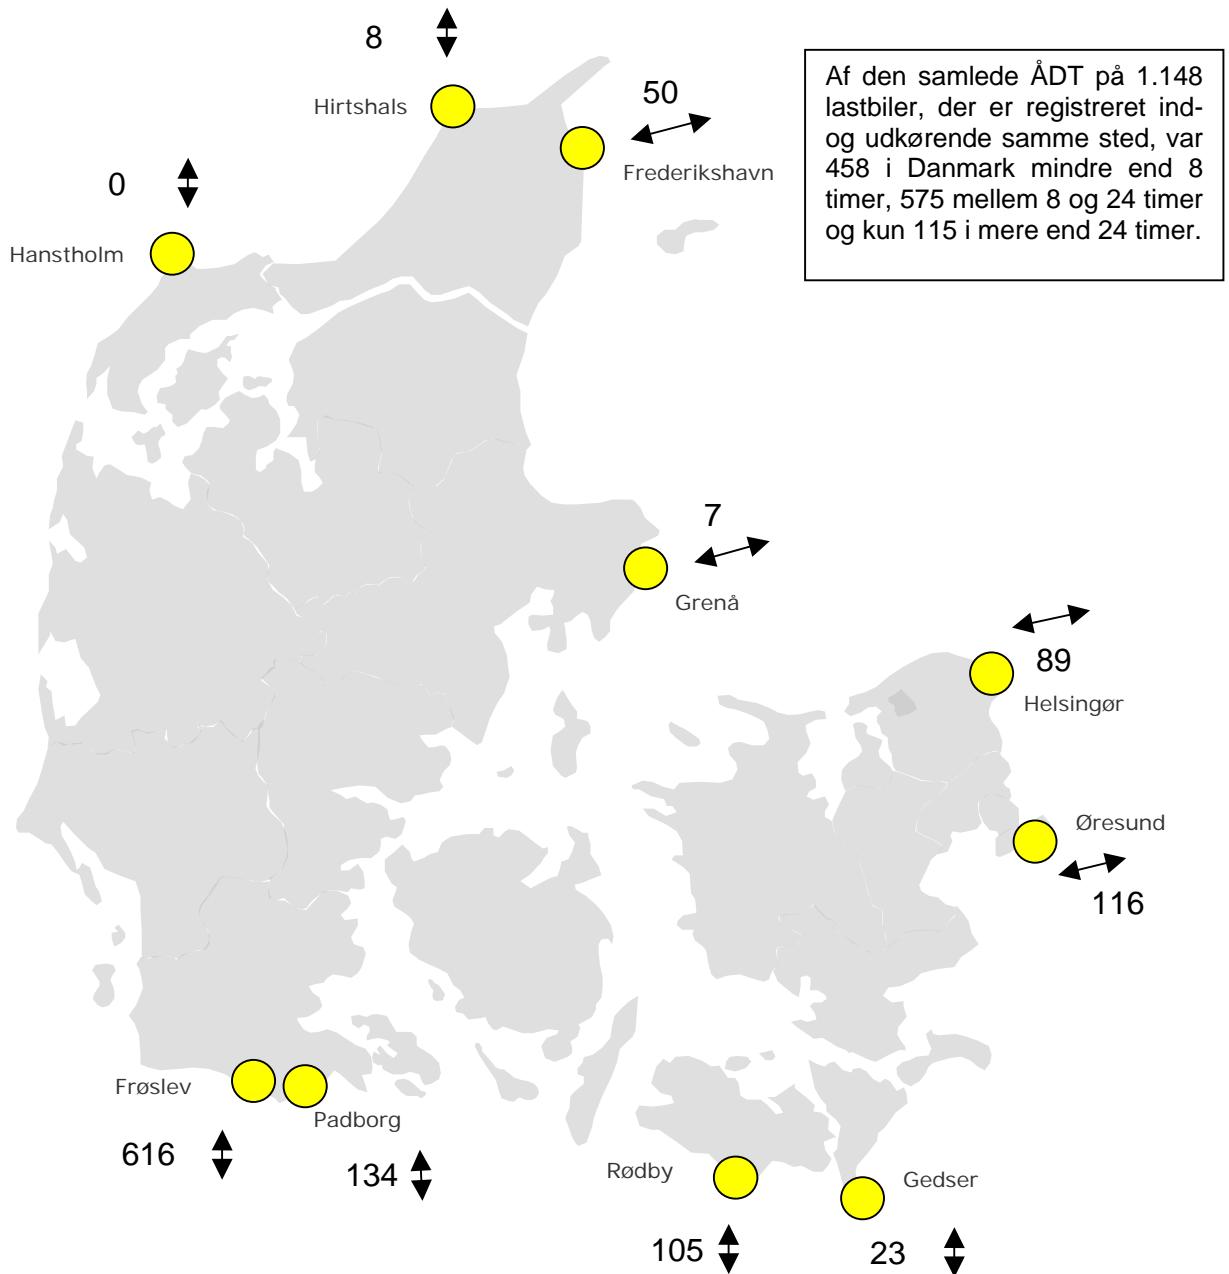 8
Hirtshals
50
Frederikshavn
Af den samlede ÅDT på 1.148
lastbiler, der er registreret ind-
og udkørende samme sted, var
458 i Danmark mindre end 8
timer, 575 mellem 8 og 24 timer
og kun 115 i mere end 24 timer.
0
Hanstholm
7
Grenå
89
Helsingør
Øresund
116
Frøslev
Padborg
616
134
Rødby
Gedser
105
23